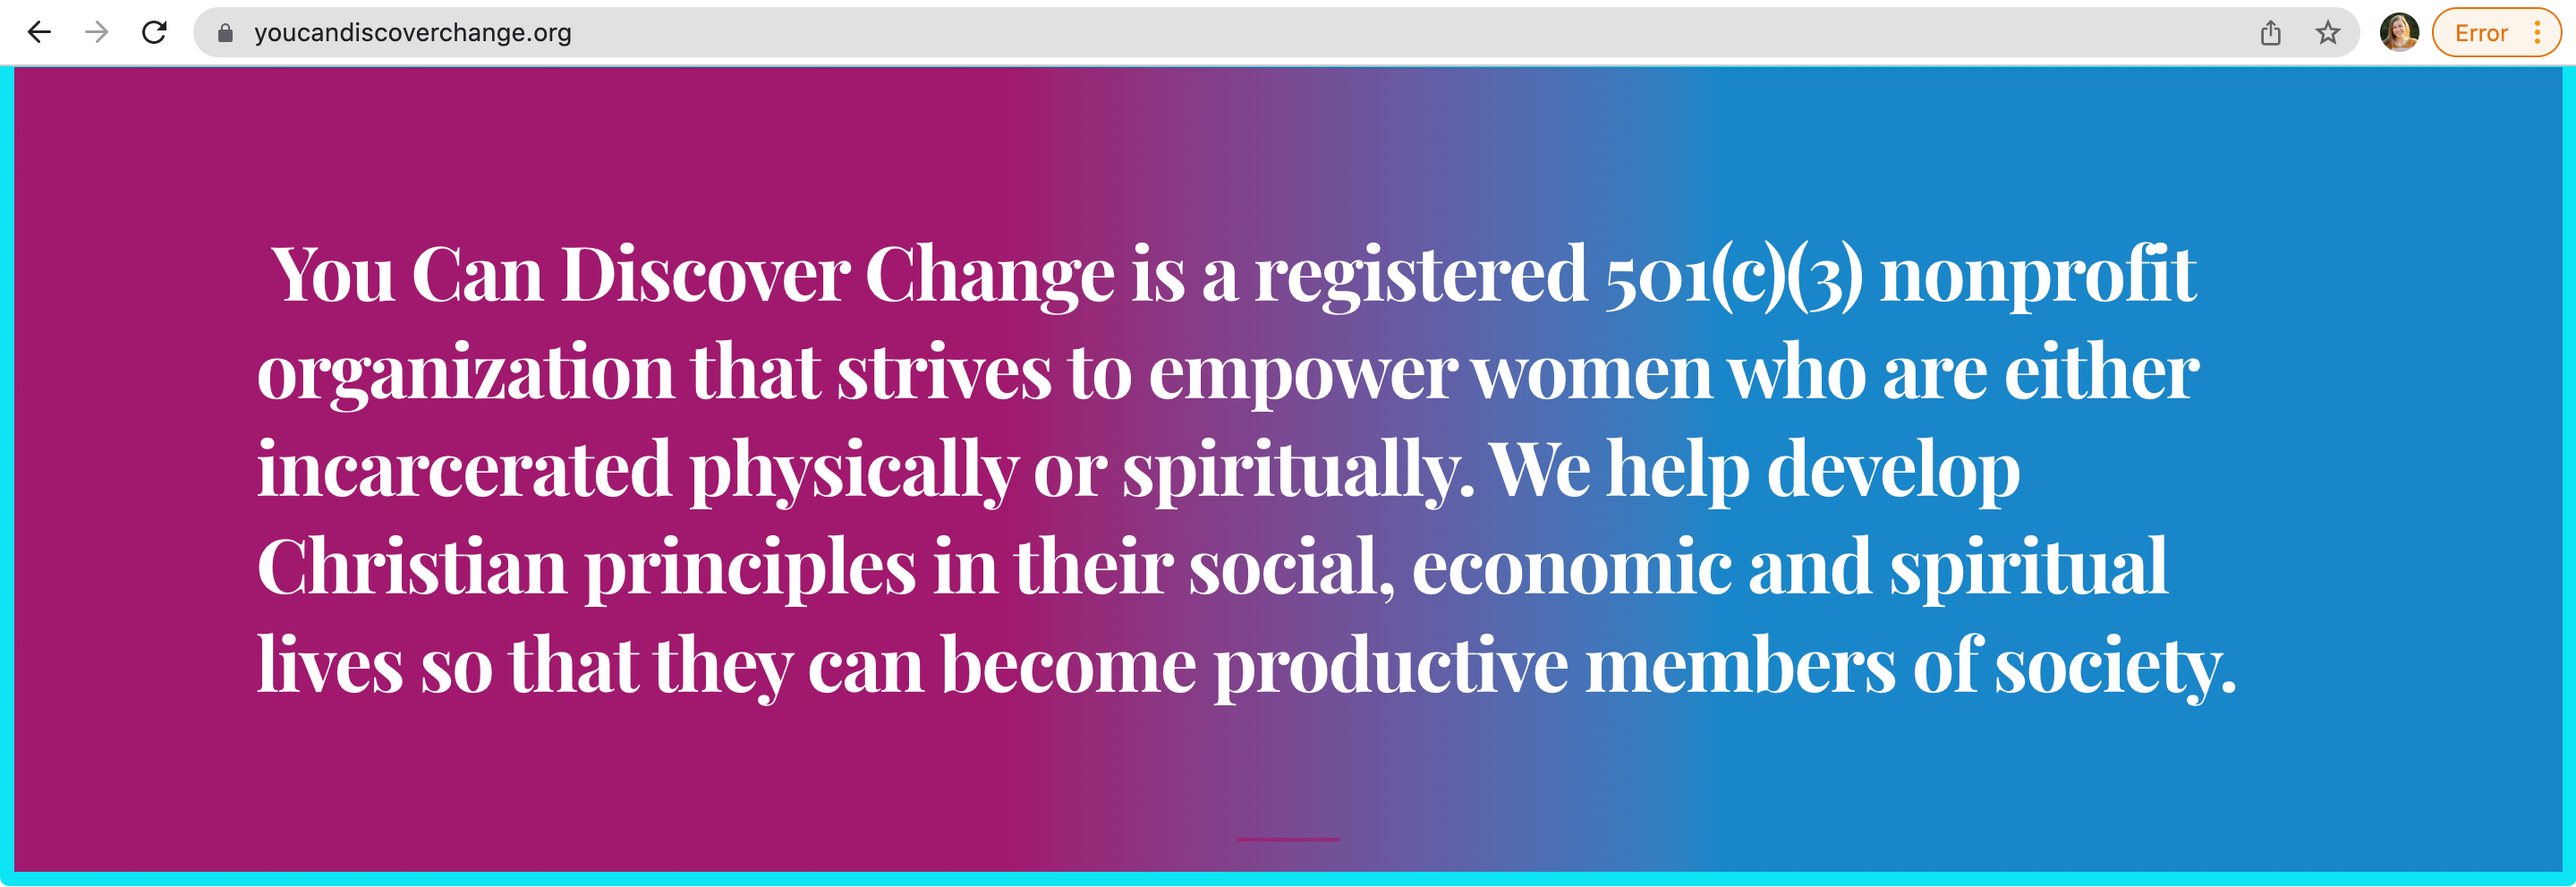 youcandiscoverchange.org
Error
You Can Discover Change is a registered 501(c)(3) nonprofit
organization that strives to empower women who are either
incarcerated physically or spiritually. We help develop
Christian principles in their social, economic and spiritual
lives so that they can become productive members of society.